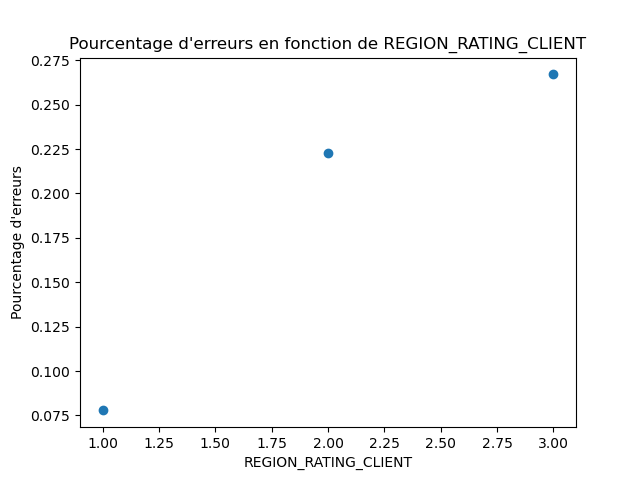 Pourcentage d'erreurs en fonction de REGION_RATING_CLIENT
0.275
0.250
0.225
0.200
0.175
0.150
0.125
0.100
0.075
Pourcentage d'erreurs
1.00 1.25 1.50 1.75 2.00 2.25 2.50 2.75 3.00
REGION_RATING_CLIENT